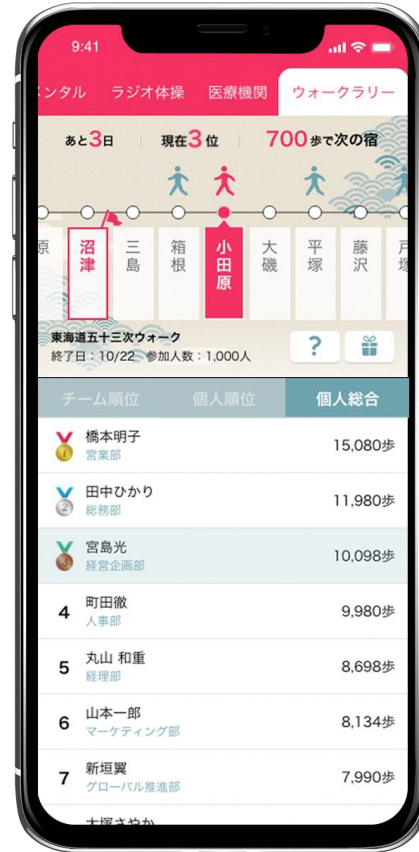 9:41
ンタル ラジオ体操 医療機関 ウォークラリー
あと3日 現在3位 700歩で次の宿
原 沼津 三島 箱根 小田原 大磯 平塚 藤沢
東海道五十三次ウォーク
終了日：10/22 参加人数：1,000人
?
チーム順位 個人順位 個人総合
1 橋本明子 15,080歩
営業部
2 田中ひかり 11,980歩
総務部
3 宮島光 10,098歩
経営企画部
4 町田徹 9,980歩
人事部
5 丸山 和重 8,698歩
経理部
6 山本一郎 8,134歩
マーケティング部
7 新垣翼 7,990歩
グローバル推進部
大塚さやか